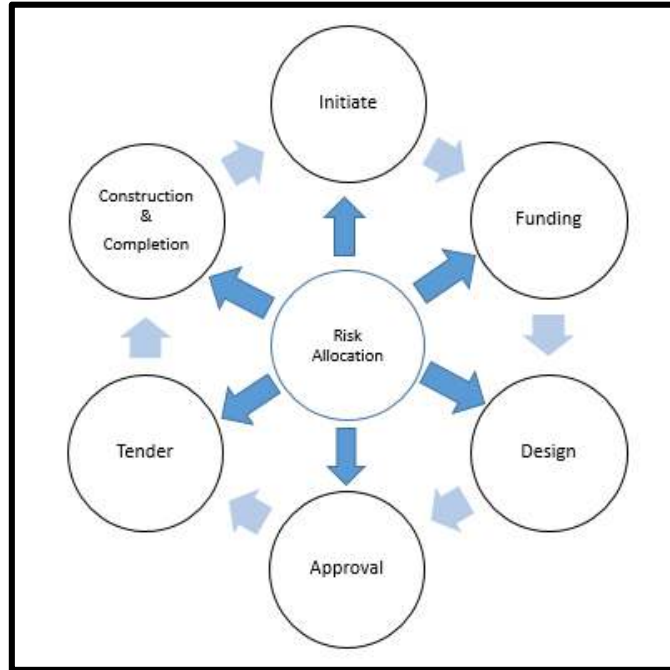 Initiate
Construction
&
Completion
Funding
Risk
Allocation
Tender
Design
Approval